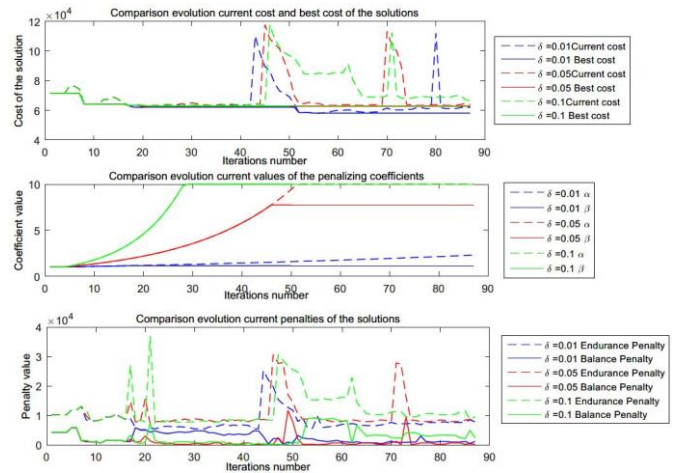 Comparison evolution current cost and best cost of the solutions
×10⁴
12
10
8
6
4
Cost of the solution
0 10 20 30 40 50 60 70 80 90
Iterations number
δ =0.01Current cost
δ =0.01 Best cost
δ =0.05Current cost
δ =0.05 Best cost
δ =0.1Current cost
δ =0.1 Best cost
Comparison evolution current values of the penalizing coefficients
10
5
0
Coefficient value
0 10 20 30 40 50 60 70 80 90
Iterations number
δ =0.01 α
δ =0.01 β
δ =0.05 α
δ =0.05 β
δ =0.1 α
δ =0.1 β
Comparison evolution current penalties of the solutions
×10⁴
4
3
2
1
0
Penalty value
0 10 20 30 40 50 60 70 80 90
Iterations number
δ =0.01 Endurance Penalty
δ =0.01 Balance Penalty
δ =0.05 Endurance Penalty
δ =0.05 Balance Penalty
δ =0.1 Endurance Penalty
δ =0.1 Balance Penalty